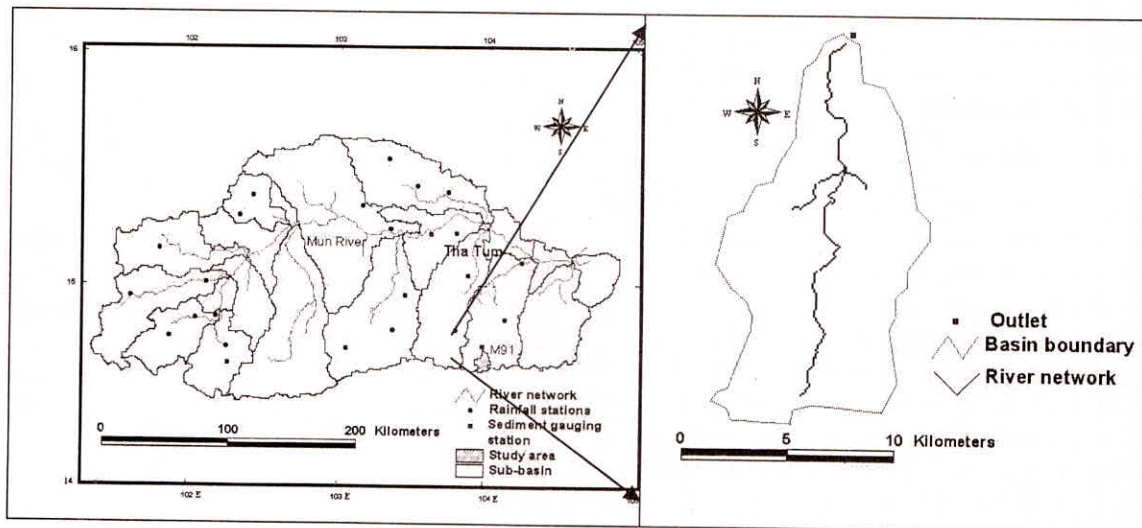 102
103
104
105
16
N
W E
S
Mun River
Tha Tum
15
M91
River network
Rainfall stations
Sediment gauging
station
Study area
Sub-basin
0 100 200 Kilometers
14
102 E
103 E
104 E
105
N
W E
S
Outlet
Basin boundary
River network
0 5 10 Kilometers